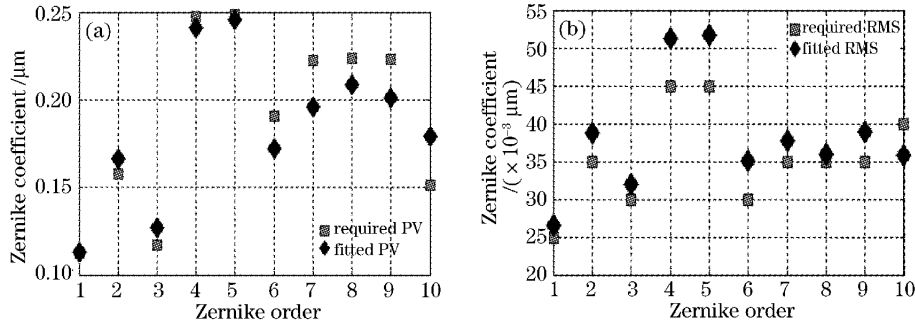 (a)
Zernike coefficient /μm
0.25
0.20
0.15
0.10
required PV
fitted PV
1 2 3 4 5 6 7 8 9 10
Zernike order
(b)
Zernike coefficient
/( × 10⁻³ μm)
55
50
45
40
35
30
25
20
required RMS
fitted RMS
1 2 3 4 5 6 7 8 9 10
Zernike order